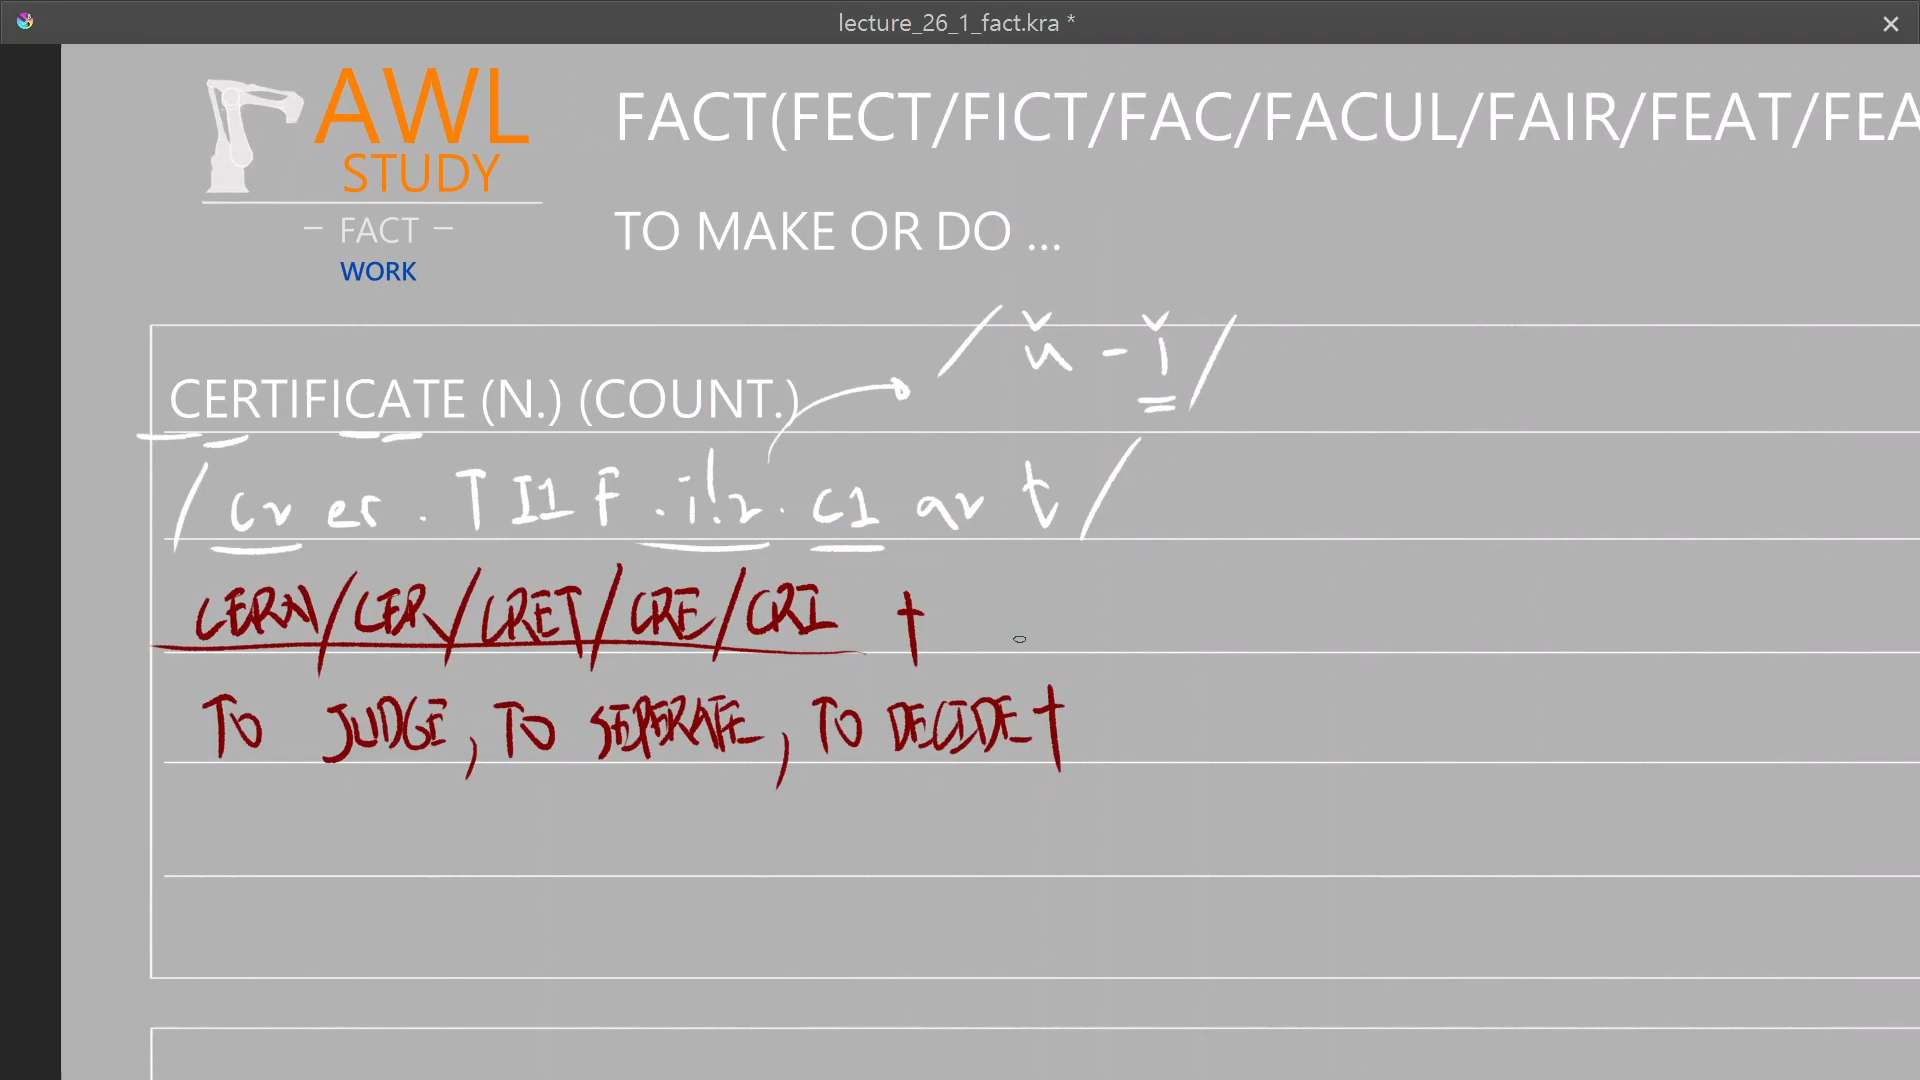 lecture_26_1_fact.kra *
AWL
STUDY
– FACT –
WORK
FACT(FECT/FICT/FAC/FACUL/FAIR/FEAT/FEA
TO MAKE OR DO ...
CERTIFICATE (N.) (COUNT.)
CERN/CER/CRET/CRE/CRI +
TO JUDGE, TO SEPERATE, TO DECIDE +